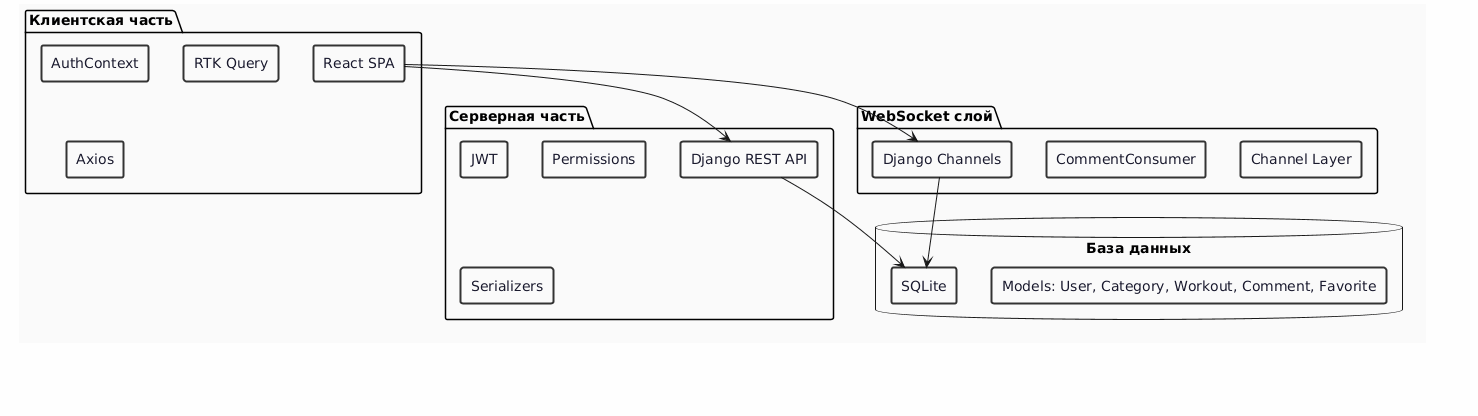 Клиентская часть
AuthContext
RTK Query
React SPA
Axios
Серверная часть
JWT
Permissions
Django REST API
Serializers
WebSocket слой
Django Channels
CommentConsumer
Channel Layer
База данных
SQLite
Models: User, Category, Workout, Comment, Favorite